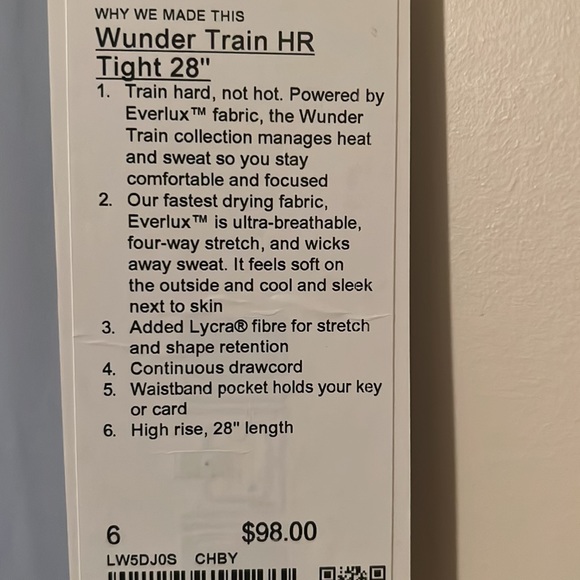 WHY WE MADE THIS
Wunder Train HR
Tight 28"
1. Train hard, not hot. Powered by
Everlux™ fabric, the Wunder
Train collection manages heat
and sweat so you stay
comfortable and focused
2. Our fastest drying fabric,
Everlux™ is ultra-breathable,
four-way stretch, and wicks
away sweat. It feels soft on
the outside and cool and sleek
next to skin
3. Added Lycra® fibre for stretch
and shape retention
4. Continuous drawcord
5. Waistband pocket holds your key
or card
6. High rise, 28" length
6 $98.00
LW5DJ0S CHBY